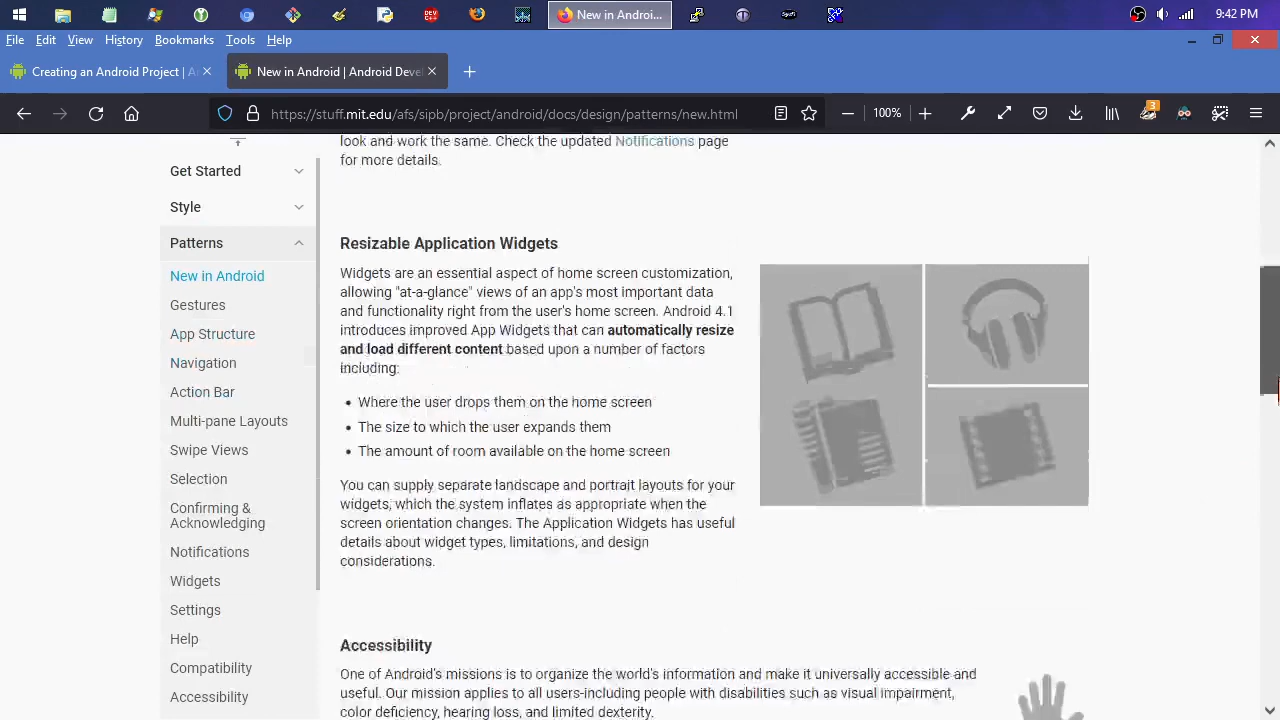 New in Androi...
9:42 PM
File Edit View History Bookmarks Tools Help
Creating an Android Project | A
New in Android | Android Deve
https://stuff.mit.edu/afs/sipb/project/android/docs/design/patterns/new.html
100%
3
look and work the same. Check the updated Notifications page
for more details.
Get Started
Style
Patterns
New in Android
Gestures
App Structure
Navigation
Action Bar
Multi-pane Layouts
Swipe Views
Selection
Confirming &
Acknowledging
Notifications
Widgets
Settings
Help
Compatibility
Accessibility
Resizable Application Widgets
Widgets are an essential aspect of home screen customization,
allowing "at-a-glance" views of an app's most important data
and functionality right from the user's home screen. Android 4.1
introduces improved App Widgets that can automatically resize
and load different content based upon a number of factors
including:
• Where the user drops them on the home screen
• The size to which the user expands them
• The amount of room available on the home screen
You can supply separate landscape and portrait layouts for your
widgets, which the system inflates as appropriate when the
screen orientation changes. The Application Widgets has useful
details about widget types, limitations, and design
considerations.
Accessibility
One of Android's missions is to organize the world's information and make it universally accessible and
useful. Our mission applies to all users-including people with disabilities such as visual impairment,
color deficiency, hearing loss, and limited dexterity.